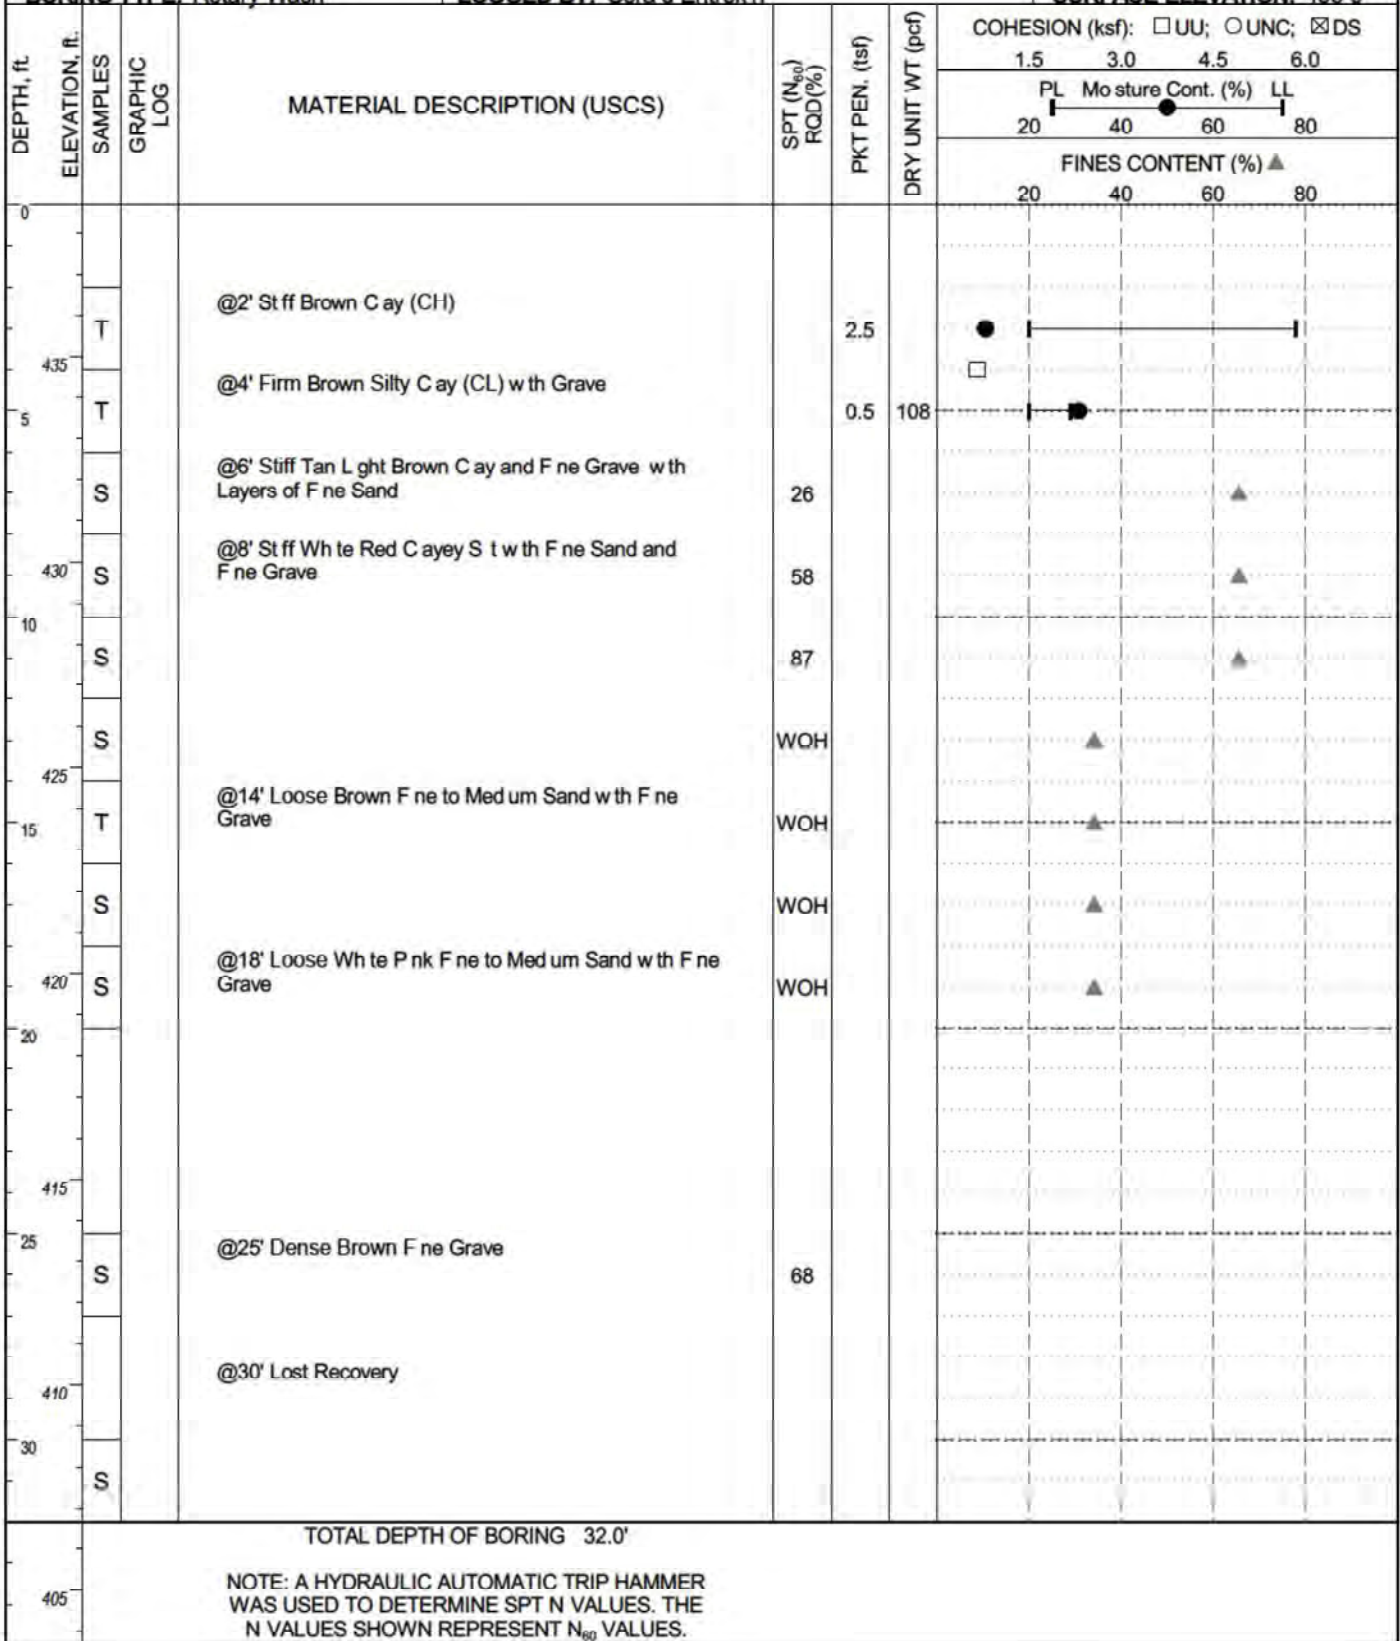 COHESION (ksf): UU; UNC; DS
1.5 3.0 4.5 6.0
PL Mo sture Cont. (%) LL
20 40 60 80
FINES CONTENT (%)
20 40 60 80
DEPTH, ft.
ELEVATION, ft.
SAMPLES
GRAPHIC
LOG
MATERIAL DESCRIPTION (USCS)
SPT (N60)
RQD(%)
PKT PEN. (tsf)
DRY UNIT WT (pcf)
0
@2' St ff Brown C ay (CH)
T 2.5
435
@4' Firm Brown Silty C ay (CL) w th Grave
5 T 0.5 108
@6' Stiff Tan L ght Brown C ay and F ne Grave w th
Layers of F ne Sand
S 26
@8' St ff Wh te Red C ayey S t w th F ne Sand and
F ne Grave
430 S 58
10
S 87
S WOH
425
@14' Loose Brown F ne to Med um Sand w th F ne
Grave
15 T WOH
S WOH
@18' Loose Wh te P nk F ne to Med um Sand w th F ne
Grave
420 S WOH
20
415
25
@25' Dense Brown F ne Grave
S 68
@30' Lost Recovery
410
30
S
TOTAL DEPTH OF BORING 32.0'
NOTE: A HYDRAULIC AUTOMATIC TRIP HAMMER
405
WAS USED TO DETERMINE SPT N VALUES. THE
N VALUES SHOWN REPRESENT N60 VALUES.